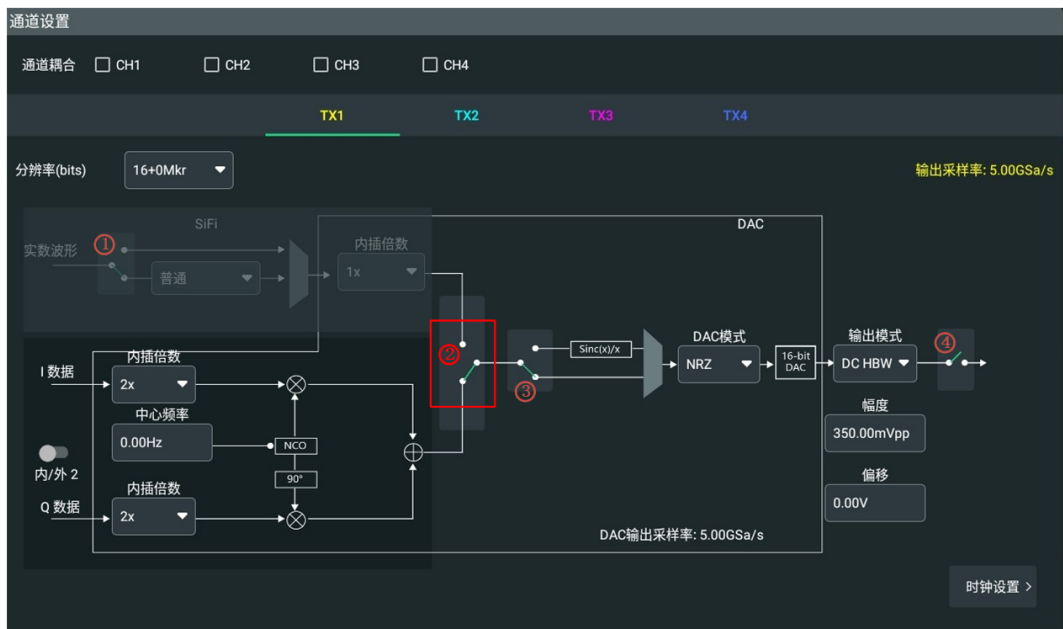 通道设置
通道耦合 CH1 CH2 CH3 CH4
TX1 TX2 TX3 TX4
分辨率(bits) 16+0Mkr 输出采样率: 5.00GSa/s
SiFi DAC
实数波形 ① 内插倍数
普通 1x
② Sinc(x)/x DAC模式 输出模式 ④
内插倍数 NRZ 16-bit DAC DC HBW
I 数据 2x ③
中心频率 幅度
0.00Hz NCO 350.00mVpp
内/外 2 90° 偏移
内插倍数
Q 数据 2x 0.00V
DAC输出采样率: 5.00GSa/s
时钟设置 >